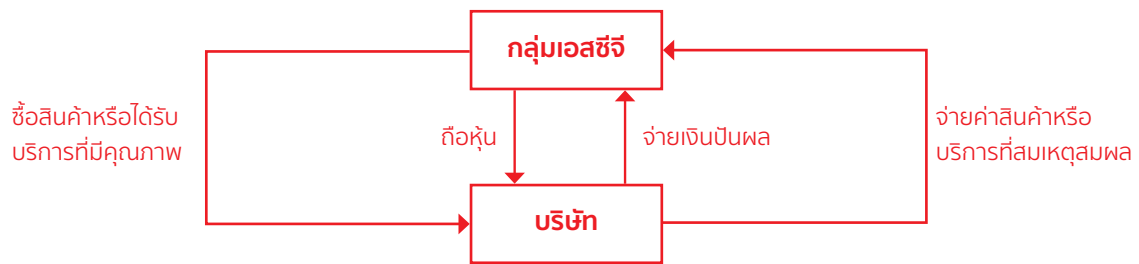 กลุ่มเอสซีจี
ซื้อสินค้าหรือได้รับ
บริการที่มีคุณภาพ
ถือหุ้น
จ่ายเงินปันผล
จ่ายค่าสินค้าหรือ
บริการที่สมเหตุสมผล
บริษัท